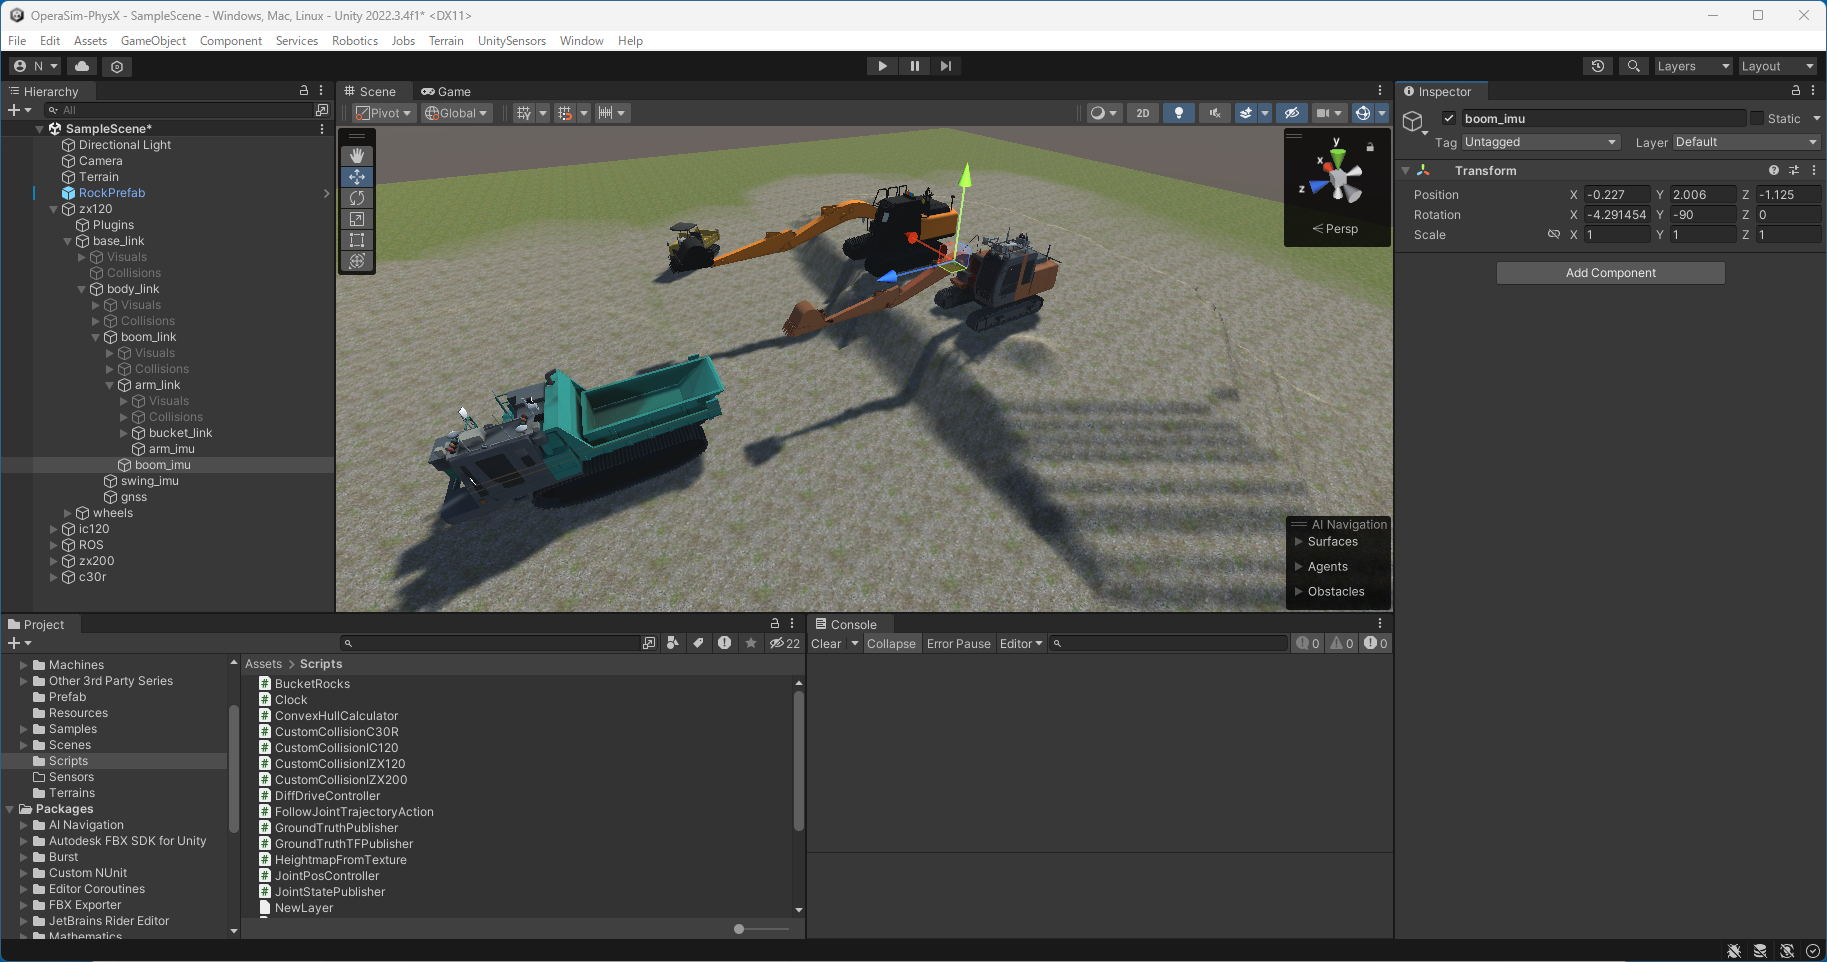 OperaSim-PhysX - SampleScene - Windows, Mac, Linux - Unity 2022.3.4f1* <DX11>
File Edit Assets GameObject Component Services Robotics Jobs Terrain UnitySensors Window Help
N Layers Layout
Hierarchy
All
SampleScene*
Directional Light
Camera
Terrain
RockPrefab
zx120
Plugins
base_link
Visuals
Collisions
body_link
Visuals
Collisions
boom_link
Visuals
Collisions
arm_link
Visuals
Collisions
bucket_link
arm_imu
boom_imu
swing_imu
gnss
wheels
ic120
ROS
zx200
c30r
Scene Game
Pivot Global 2D
y
x
z
< Persp
AI Navigation
Surfaces
Agents
Obstacles
Inspector
boom_imu Static
Tag Untagged Layer Default
Transform
Position X -0.227 Y 2.006 Z -1.125
Rotation X -4.291454 Y -90 Z 0
Scale X 1 Y 1 Z 1
Add Component
Project
22
Machines
Other 3rd Party Series
Prefab
Resources
Samples
Scenes
Scripts
Sensors
Terrains
Packages
AI Navigation
Autodesk FBX SDK for Unity
Burst
Custom NUnit
Editor Coroutines
FBX Exporter
JetBrains Rider Editor
Mathematics
Assets > Scripts
BucketRocks
Clock
ConvexHullCalculator
CustomCollisionC30R
CustomCollisionIC120
CustomCollisionIZX120
CustomCollisionIZX200
DiffDriveController
FollowJointTrajectoryAction
GroundTruthPublisher
GroundTruthTFPublisher
HeightmapFromTexture
JointPosController
JointStatePublisher
NewLayer
Console
Clear Collapse Error Pause Editor 0 0 0